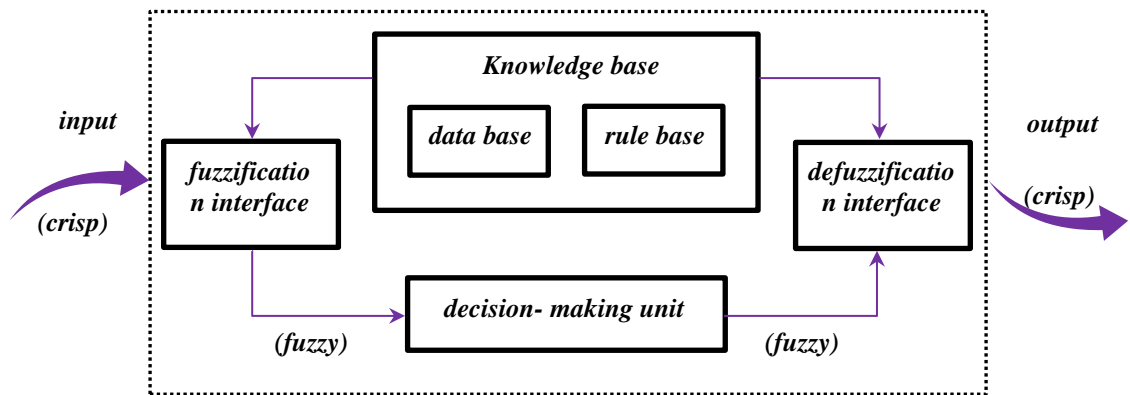 Knowledge base
input
data base
rule base
output
fuzzificatio
n interface
defuzzificatio
n interface
(crisp)
(crisp)
decision- making unit
(fuzzy)
(fuzzy)